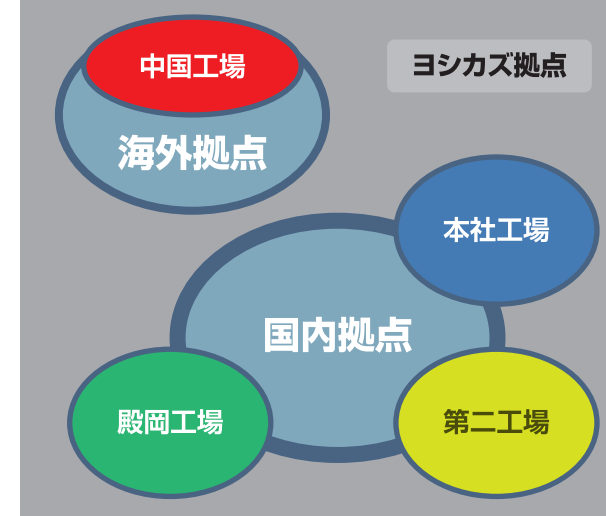 中国工場
ヨシカズ拠点
海外拠点
本社工場
国内拠点
殿岡工場
第二工場